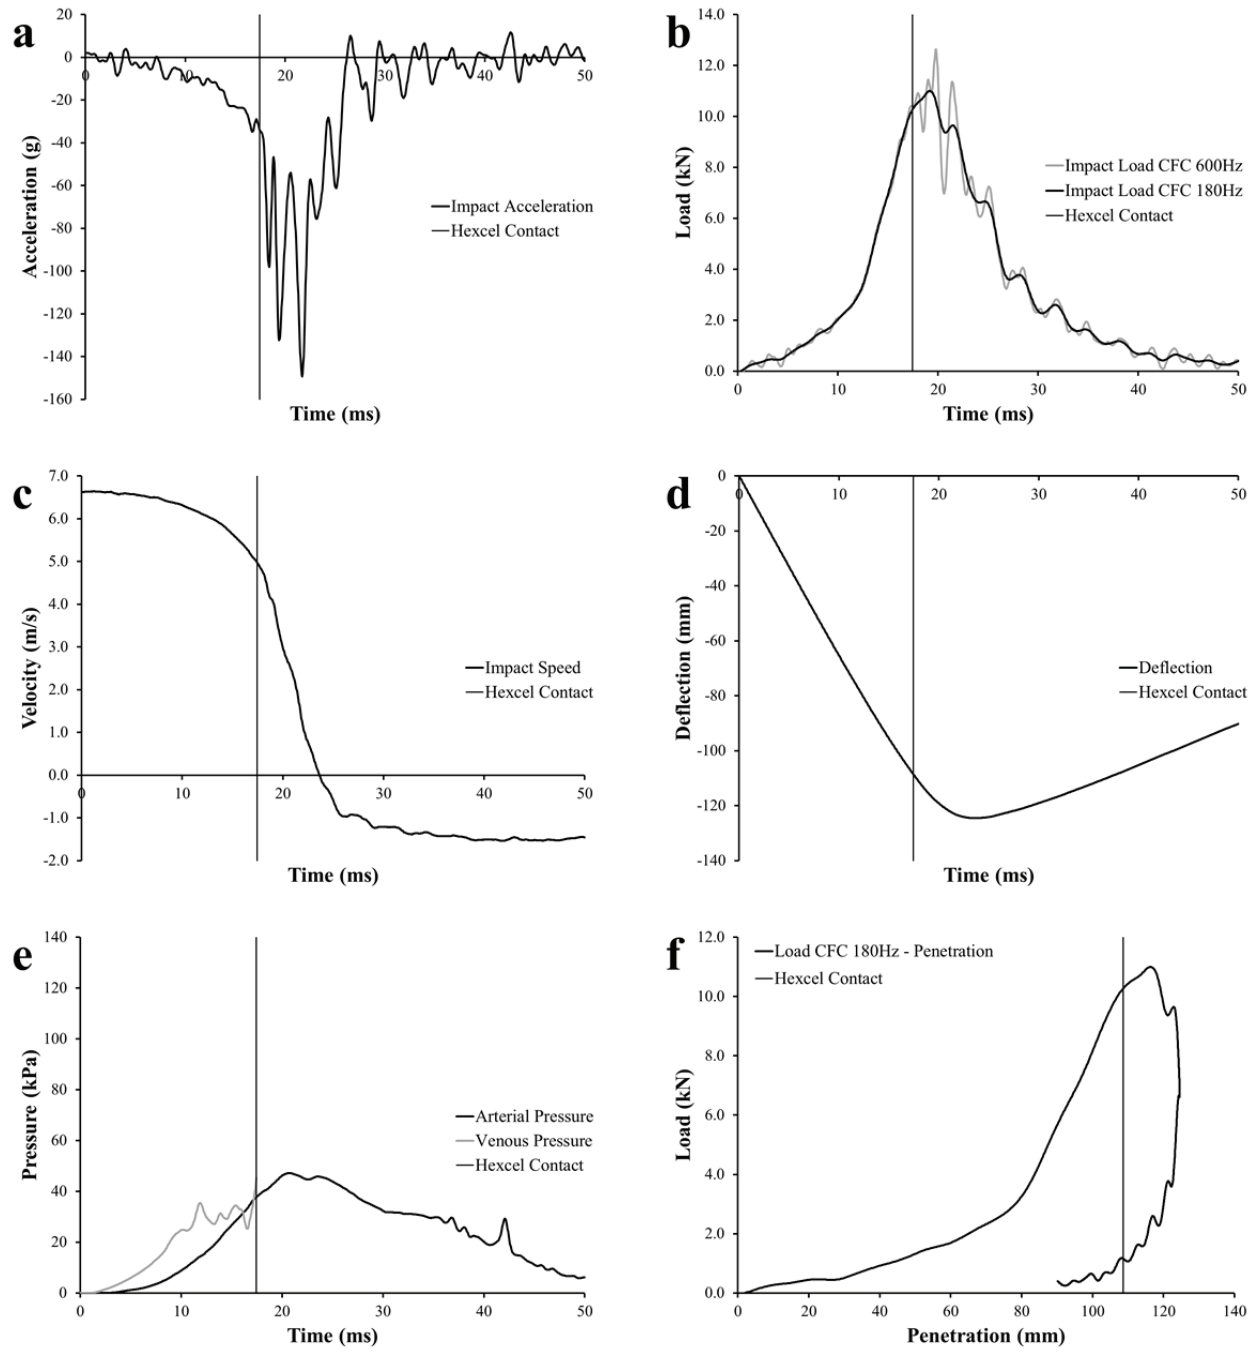 a
20
0
-20
-40
-60
-80
-100
-120
-140
-160
0
10
20
30
40
50
Acceleration (g)
Time (ms)
Impact Acceleration
Hexcel Contact
b
14.0
12.0
10.0
8.0
6.0
4.0
2.0
0.0
0
10
20
30
40
50
Load (kN)
Time (ms)
Impact Load CFC 600Hz
Impact Load CFC 180Hz
Hexcel Contact
c
7.0
6.0
5.0
4.0
3.0
2.0
1.0
0.0
-1.0
-2.0
0
10
20
30
40
50
Velocity (m/s)
Time (ms)
Impact Speed
Hexcel Contact
d
0
-20
-40
-60
-80
-100
-120
-140
0
10
20
30
40
50
Deflection (mm)
Time (ms)
Deflection
Hexcel Contact
e
140
120
100
80
60
40
20
0
0
10
20
30
40
50
Pressure (kPa)
Time (ms)
Arterial Pressure
Venous Pressure
Hexcel Contact
f
12.0
10.0
8.0
6.0
4.0
2.0
0.0
0
20
40
60
80
100
120
140
Load (kN)
Penetration (mm)
Load CFC 180Hz - Penetration
Hexcel Contact